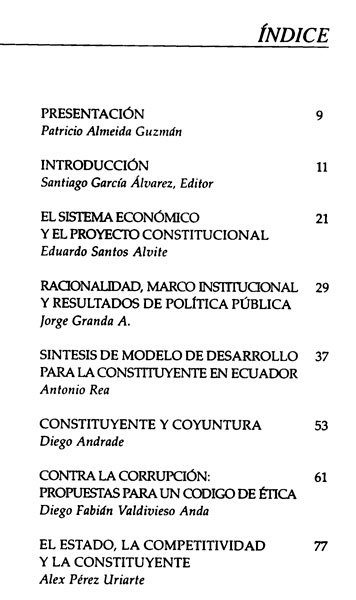 ÍNDICE
PRESENTACIÓN 9
Patricio Almeida Guzmán
INTRODUCCIÓN 11
Santiago García Álvarez, Editor
EL SISTEMA ECONÓMICO 21
Y EL PROYECTO CONSTITUCIONAL
Eduardo Santos Alvite
RACIONALIDAD, MARCO INSTITUCIONAL 29
Y RESULTADOS DE POLÍTICA PÚBLICA
Jorge Granda A.
SINTESIS DE MODELO DE DESARROLLO 37
PARA LA CONSTITUYENTE EN ECUADOR
Antonio Rea
CONSTITUYENTE Y COYUNTURA 53
Diego Andrade
CONTRA LA CORRUPCIÓN: 61
PROPUESTAS PARA UN CODIGO DE ÉTICA
Diego Fabián Valdivieso Anda
EL ESTADO, LA COMPETITIVIDAD 77
Y LA CONSTITUYENTE
Alex Pérez Uriarte